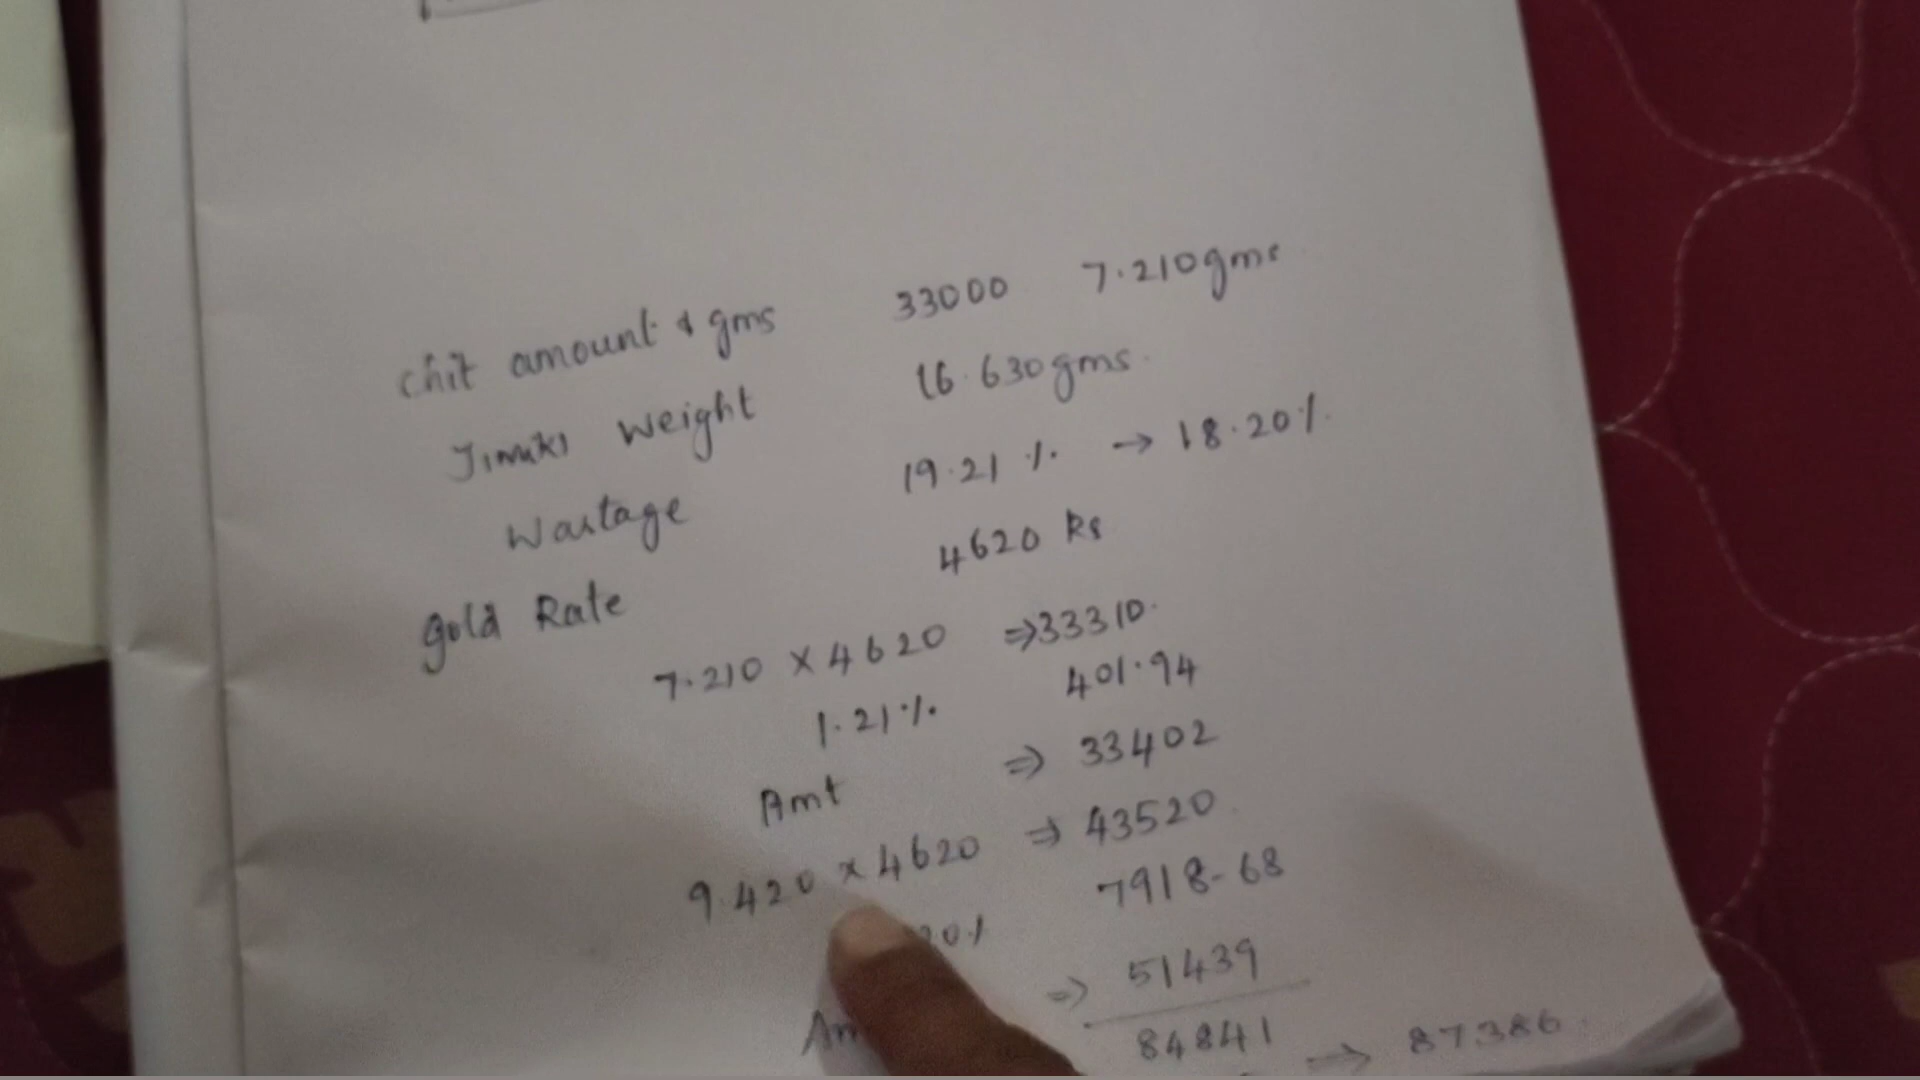 chit amount & gms 33000 7.210gms
Jimiki Weight 16.630gms.
Wastage 19.21 % → 18.20%.
gold Rate 4620 Rs
7.210 x 4620 ⇒ 33310.
1.21% 401.94
Amt ⇒ 33402
9.420 x 4620 ⇒ 43520.
20% 7918-68
Am ⇒ 51439
84841 → 87386